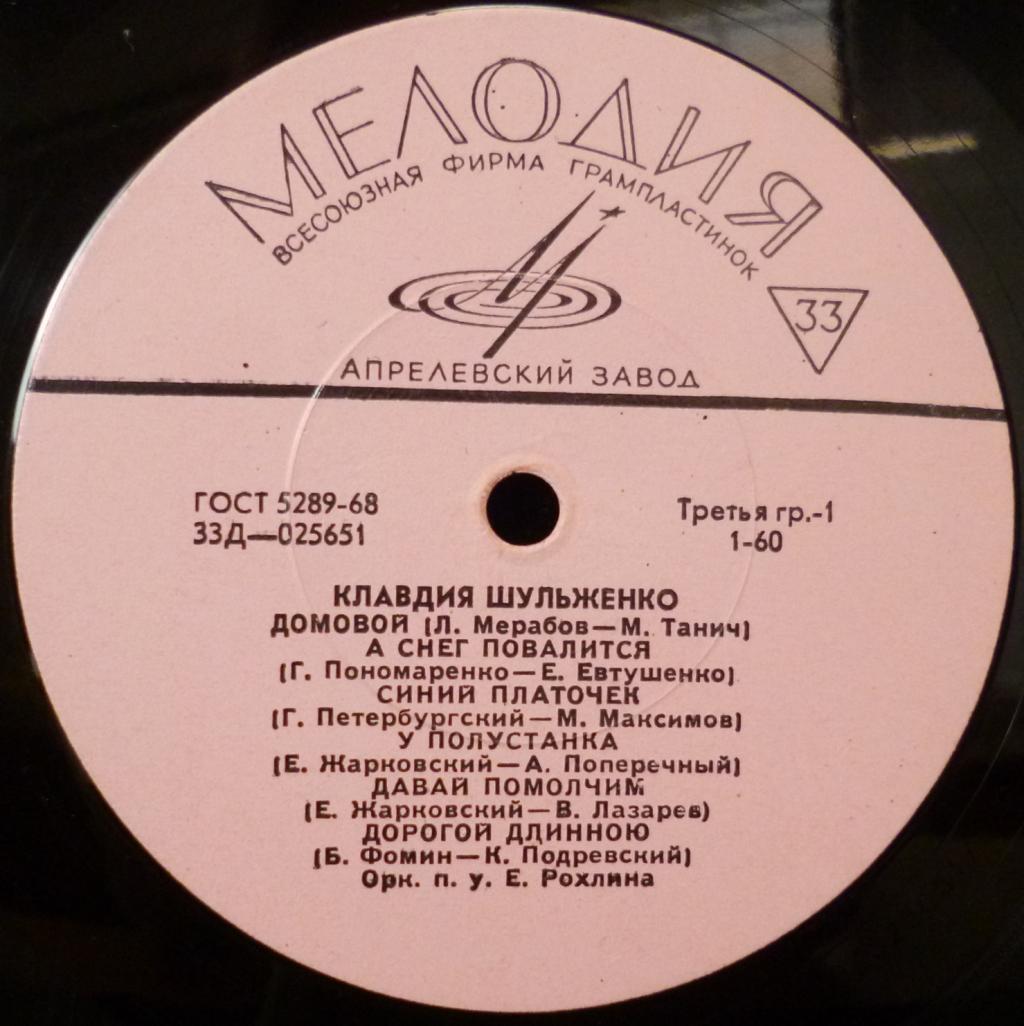 МЕЛОДИЯ
ВСЕСОЮЗНАЯ ФИРМА ГРАМПЛАСТИНОК
33
АПРЕЛЕВСКИЙ ЗАВОД
ГОСТ 5289-68
33Д—025651
Третья гр.-1
1-60
КЛАВДИЯ ШУЛЬЖЕНКО
ДОМОВОЙ (Л. Мерабов—М. Танич)
А СНЕГ ПОВАЛИТСЯ
(Г. Пономаренко—Е. Евтушенко)
СИНИЙ ПЛАТОЧЕК
(Г. Петербургский—М. Максимов)
У ПОЛУСТАНКА
(Е. Жарковский—А. Поперечный)
ДАВАЙ ПОМОЛЧИМ
(Е. Жарковский—В. Лазарев)
ДОРОГОЙ ДЛИННОЮ
(Б. Фомин—К. Подревский)
Орк. п. у. Е. Рохлина